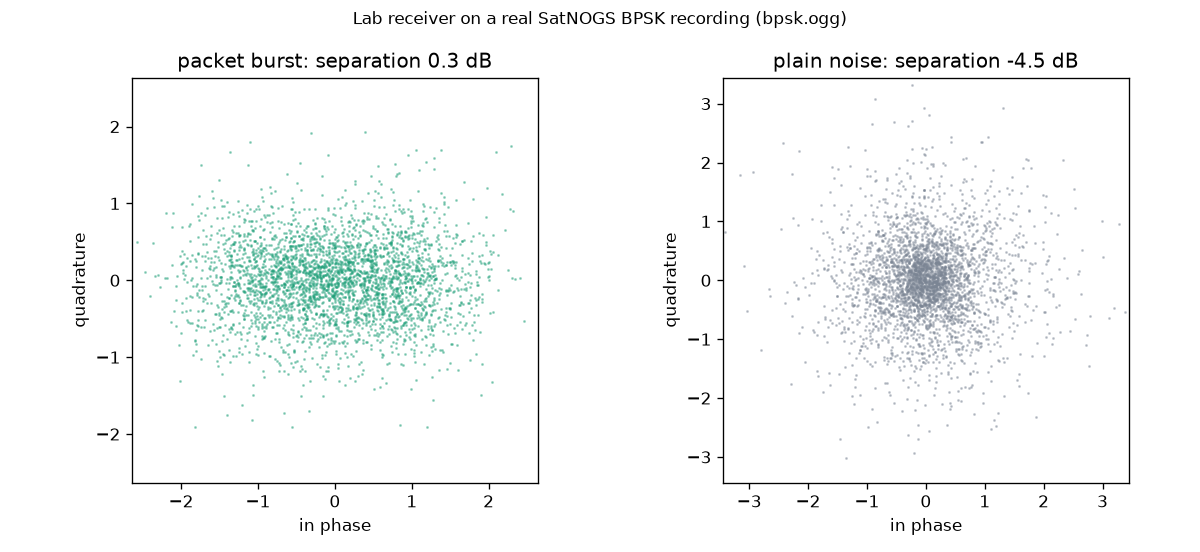 Lab receiver on a real SatNOGS BPSK recording (bpsk.ogg)
packet burst: separation 0.3 dB
2
1
0
−1
−2
quadrature
−2 −1 0 1 2
in phase
plain noise: separation -4.5 dB
3
2
1
0
−1
−2
−3
quadrature
−3 −2 −1 0 1 2 3
in phase